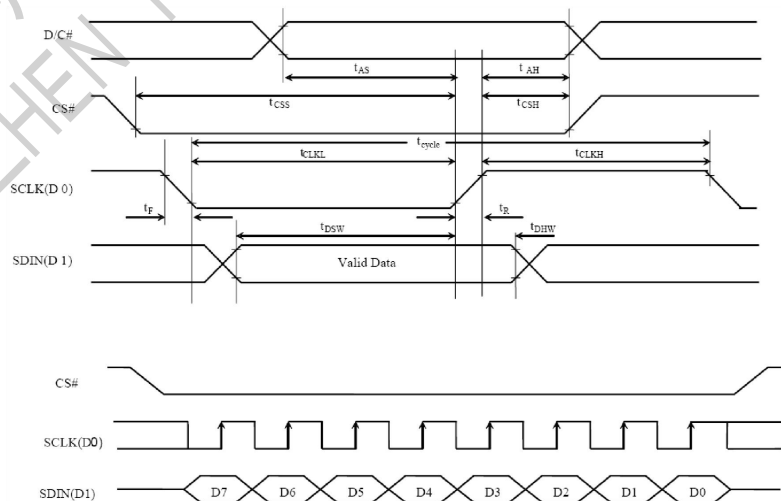 D/C#
tAS
tAH
tCSS
tCSH
CS#
tcycle
tCLKL
tCLKH
SCLK(D 0)
tF
tR
tDSW
tDHW
SDIN(D 1)
Valid Data
CS#
SCLK(D0)
SDIN(D1)
D7
D6
D5
D4
D3
D2
D1
D0